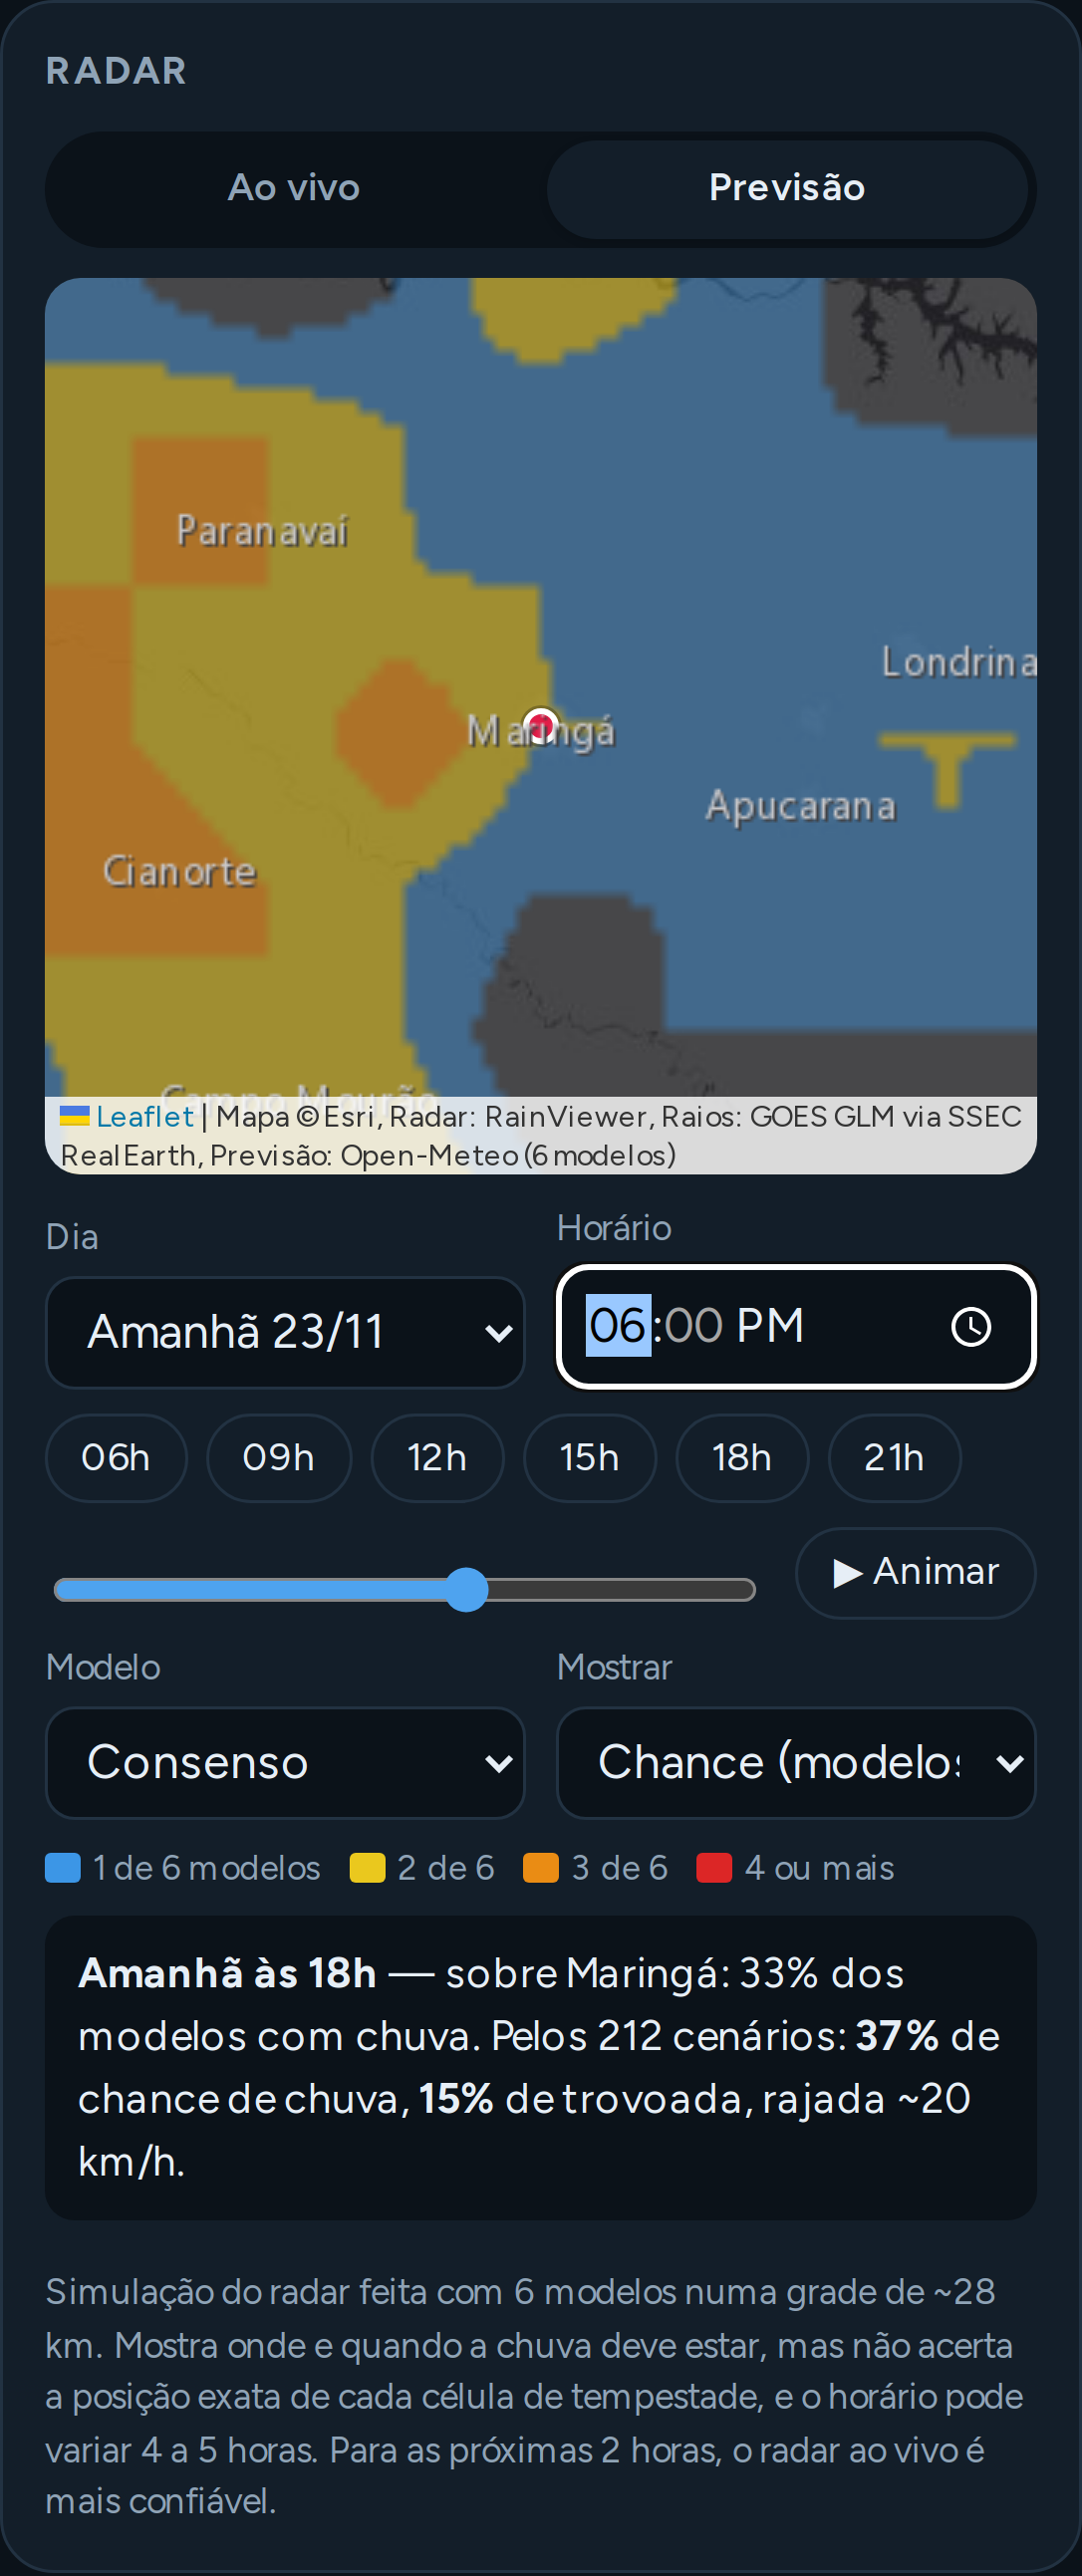 RADAR
Ao vivo
Previsão
Paranavaí
Londrina
Maringá
Apucarana
Cianorte
Campo Mourão
Leaflet | Mapa © Esri, Radar: RainViewer, Raios: GOES GLM via SSEC
RealEarth, Previsão: Open-Meteo (6 modelos)
Dia
Horário
Amanhã 23/11
06:00 PM
06h
09h
12h
15h
18h
21h
▶ Animar
Modelo
Mostrar
Consenso
Chance (modelos
1 de 6 modelos
2 de 6
3 de 6
4 ou mais
Amanhã às 18h — sobre Maringá: 33% dos
modelos com chuva. Pelos 212 cenários: 37% de
chance de chuva, 15% de trovoada, rajada ~20
km/h.
Simulação do radar feita com 6 modelos numa grade de ~28
km. Mostra onde e quando a chuva deve estar, mas não acerta
a posição exata de cada célula de tempestade, e o horário pode
variar 4 a 5 horas. Para as próximas 2 horas, o radar ao vivo é
mais confiável.